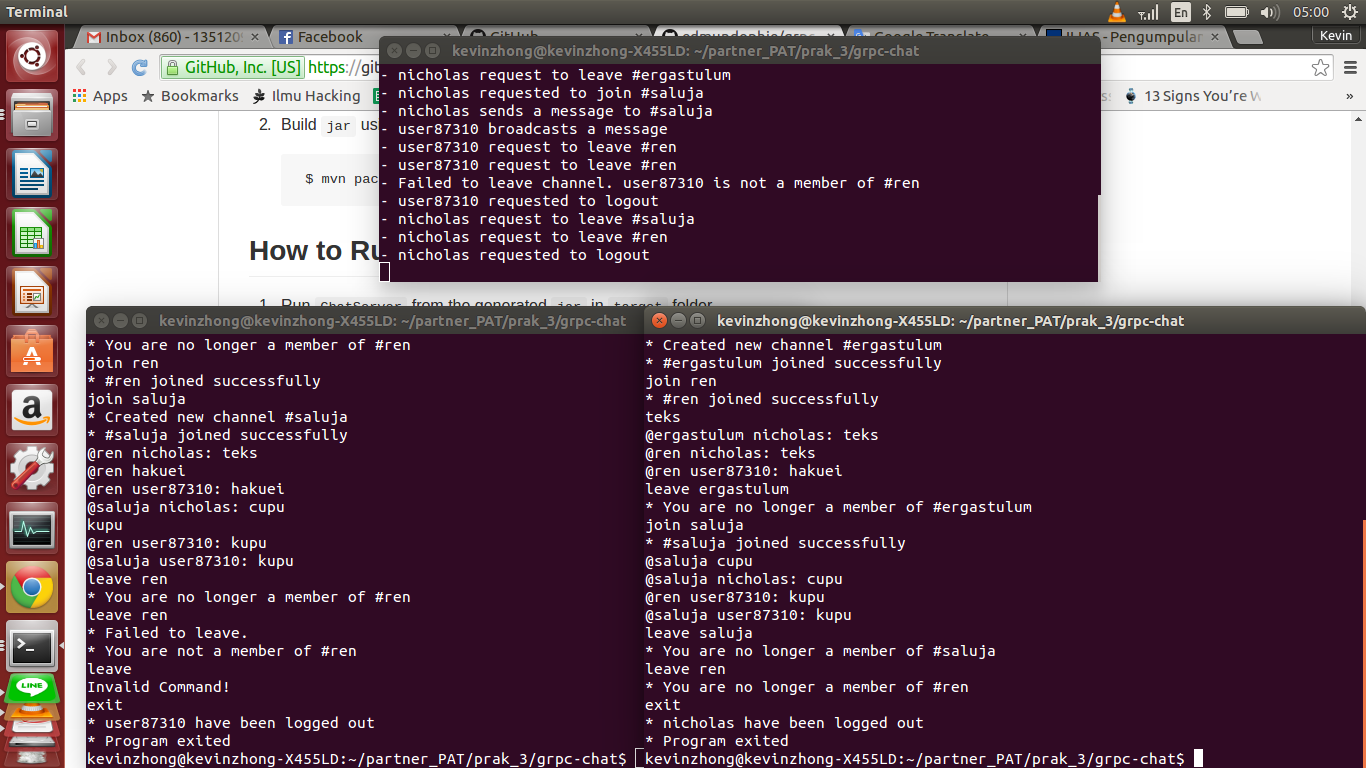 Terminal
En
05:00
Inbox (860) - 135120
Facebook
GitHub
edmundophie/grpc-
Google Translate
ILIAS - Pengumpular
Kevin
GitHub, Inc. [US]
https://git
Apps
Bookmarks
Ilmu Hacking
13 Signs You're W
»
2. Build jar us
$ mvn pac
How to Ru
1. Run ChatServer from the generated jar in target folder
kevinzhong@kevinzhong-X455LD: ~/partner_PAT/prak_3/grpc-chat
- nicholas request to leave #ergastulum
- nicholas requested to join #saluja
- nicholas sends a message to #saluja
- user87310 broadcasts a message
- user87310 request to leave #ren
- user87310 request to leave #ren
- Failed to leave channel. user87310 is not a member of #ren
- user87310 requested to logout
- nicholas request to leave #saluja
- nicholas request to leave #ren
- nicholas requested to logout
kevinzhong@kevinzhong-X455LD: ~/partner_PAT/prak_3/grpc-chat
* You are no longer a member of #ren
join ren
* #ren joined successfully
join saluja
* Created new channel #saluja
* #saluja joined successfully
@ren nicholas: teks
@ren hakuei
@ren user87310: hakuei
@saluja nicholas: cupu
kupu
@ren user87310: kupu
@saluja user87310: kupu
leave ren
* You are no longer a member of #ren
leave ren
* Failed to leave.
* You are not a member of #ren
leave
Invalid Command!
exit
* user87310 have been logged out
* Program exited
kevinzhong@kevinzhong-X455LD:~/partner_PAT/prak_3/grpc-chat$
kevinzhong@kevinzhong-X455LD: ~/partner_PAT/prak_3/grpc-chat
* Created new channel #ergastulum
* #ergastulum joined successfully
join ren
* #ren joined successfully
teks
@ergastulum nicholas: teks
@ren nicholas: teks
@ren user87310: hakuei
leave ergastulum
* You are no longer a member of #ergastulum
join saluja
* #saluja joined successfully
@saluja cupu
@saluja nicholas: cupu
@ren user87310: kupu
@saluja user87310: kupu
leave saluja
* You are no longer a member of #saluja
leave ren
* You are no longer a member of #ren
exit
* nicholas have been logged out
* Program exited
kevinzhong@kevinzhong-X455LD:~/partner_PAT/prak_3/grpc-chat$
LINE